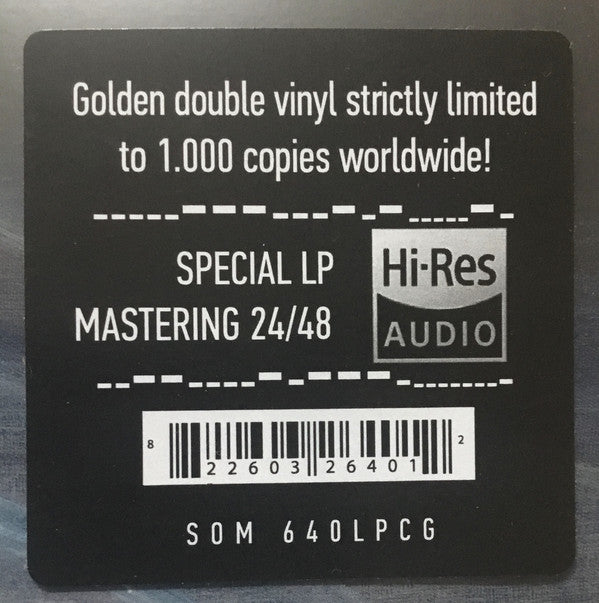 Golden double vinyl strictly limited
to 1.000 copies worldwide!
SPECIAL LP
MASTERING 24/48
Hi-Res
AUDIO
8 22603 26401 2
SOM 640LPCG